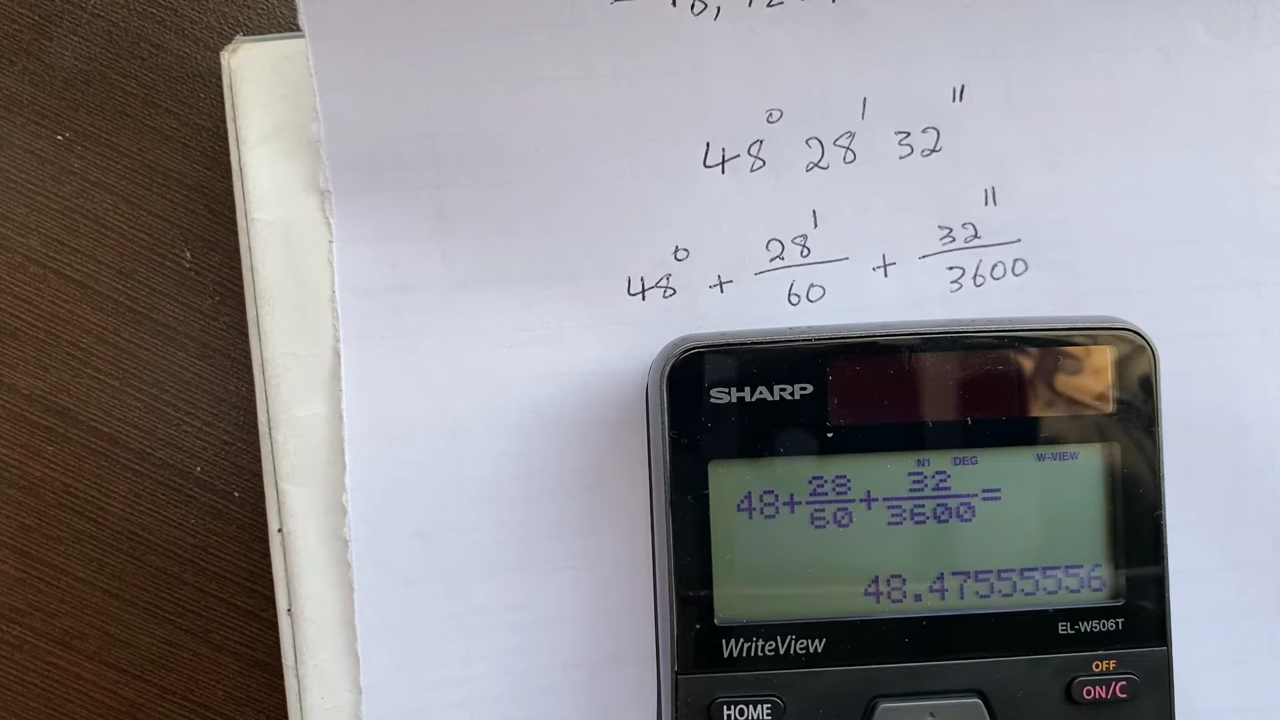 48° 28' 32"
48° + 28'/60 + 32"/3600
SHARP
N1 DEG W-VIEW
48+28/60+32/3600=
48.47555556
WriteView EL-W506T
OFF
HOME ON/C